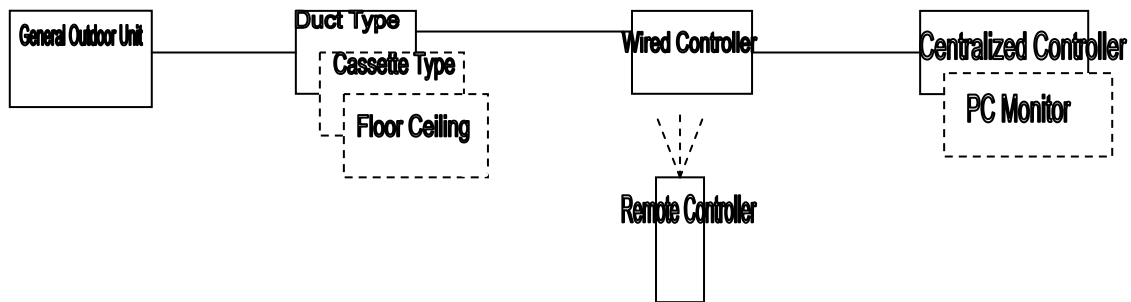 General Outdoor Unit
Duct Type
Cassette Type
Floor Ceiling
Wired Controller
Remote Controller
Centralized Controller
PC Monitor